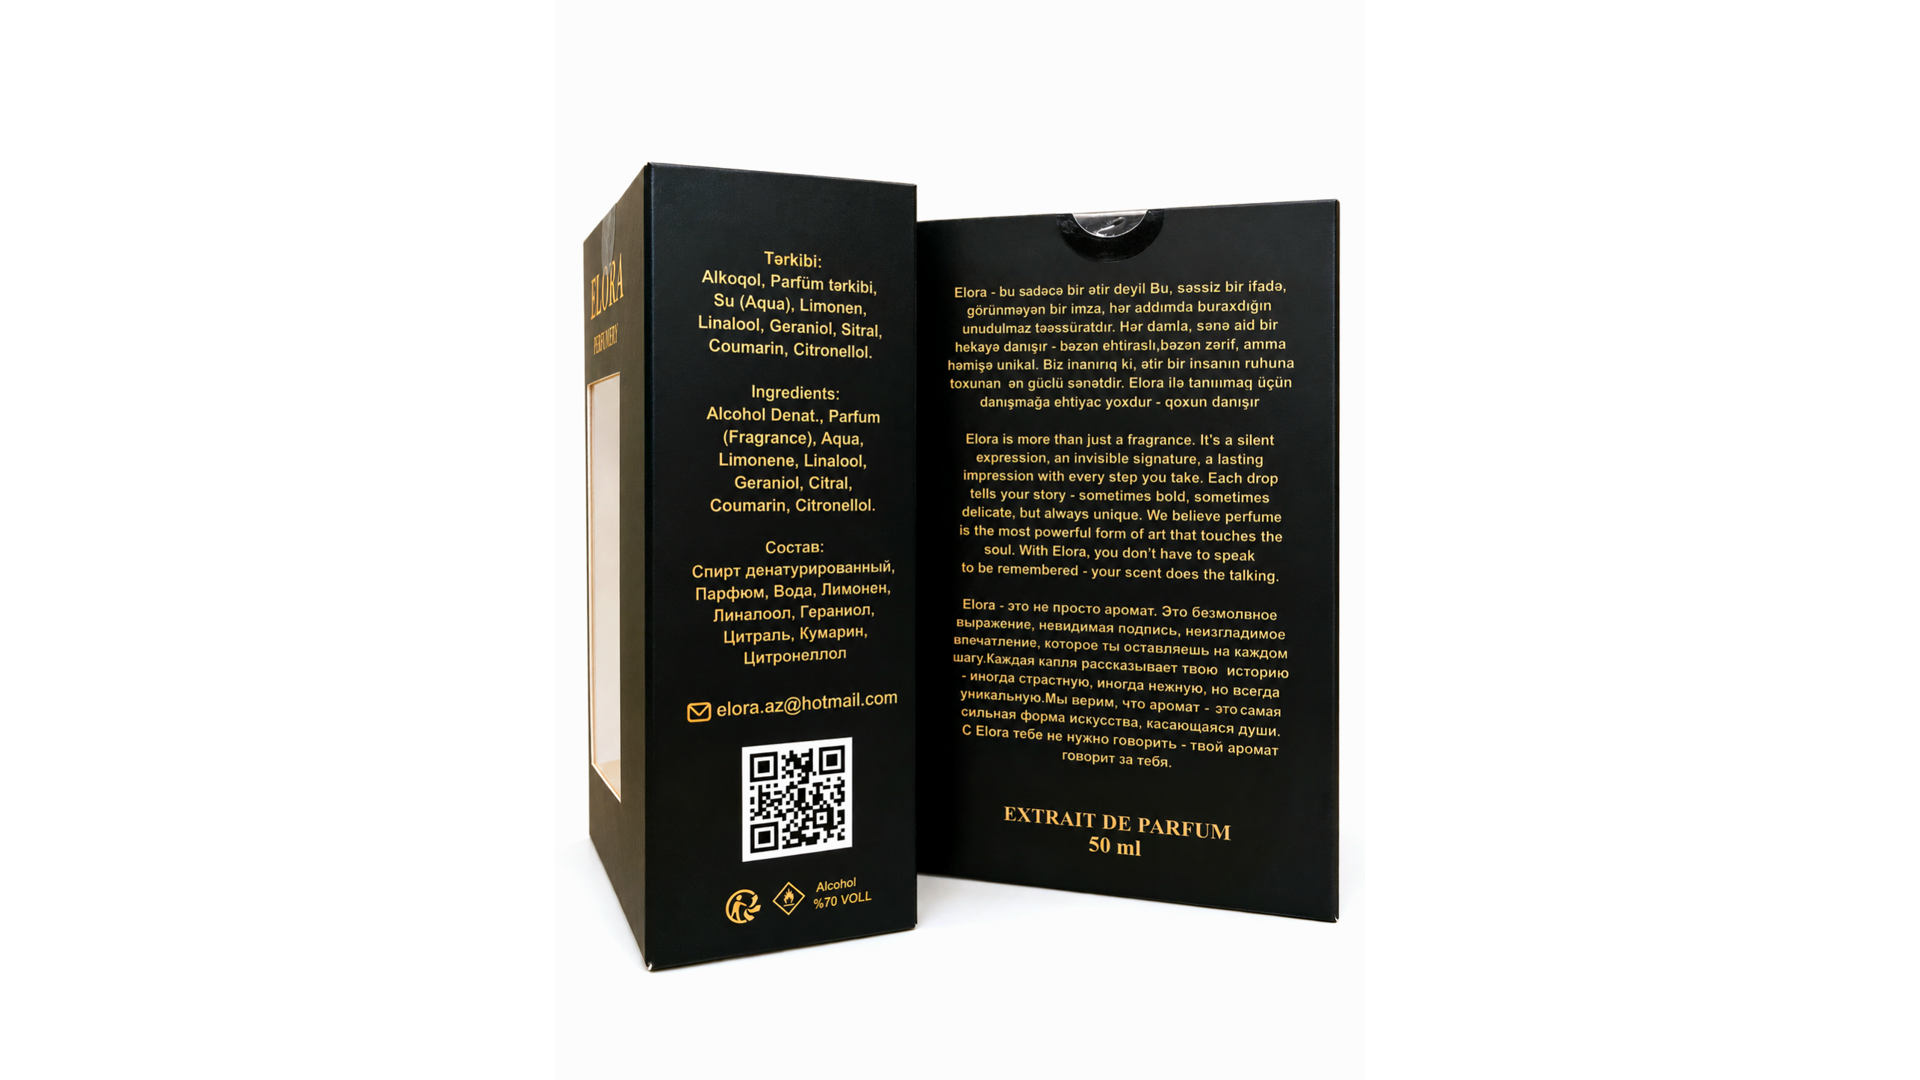 ELORA
PERFUMERY
Tərkibi:
Alkoqol, Parfüm tərkibi,
Su (Aqua), Limonen,
Linalool, Geraniol, Sitral,
Coumarin, Citronellol.
Ingredients:
Alcohol Denat., Parfum
(Fragrance), Aqua,
Limonene, Linalool,
Geraniol, Citral,
Coumarin, Citronellol.
Состав:
Спирт денатурированный,
Парфюм, Вода, Лимонен,
Линалоол, Гераниол,
Цитраль, Кумарин,
Цитронеллол
elora.az@hotmail.com
Alcohol
%70 VOLL
Elora - bu sadəcə bir ətir deyil Bu, səssiz bir ifadə,
görünməyən bir imza, hər addımda buraxdığın
unudulmaz təəssüratdır. Hər damla, sənə aid bir
hekayə danışır - bəzən ehtiraslı,bəzən zərif, amma
həmişə unikal. Biz inanırıq ki, ətir bir insanın ruhuna
toxunan ən güclü sənətdir. Elora ilə tanıımaq üçün
danışmağa ehtiyac yoxdur - qoxun danışır
Elora is more than just a fragrance. It's a silent
expression, an invisible signature, a lasting
impression with every step you take. Each drop
tells your story - sometimes bold, sometimes
delicate, but always unique. We believe perfume
is the most powerful form of art that touches the
soul. With Elora, you don't have to speak
to be remembered - your scent does the talking.
Elora - это не просто аромат. Это безмолвное
выражение, невидимая подпись, неизгладимое
впечатление, которое ты оставляешь на каждом
шагу.Каждая капля рассказывает твою историю
- иногда страстную, иногда нежную, но всегда
уникальную.Мы верим, что аромат - это самая
сильная форма искусства, касающаяся души.
С Elora тебе не нужно говорить - твой аромат
говорит за тебя.
EXTRAIT DE PARFUM
50 ml